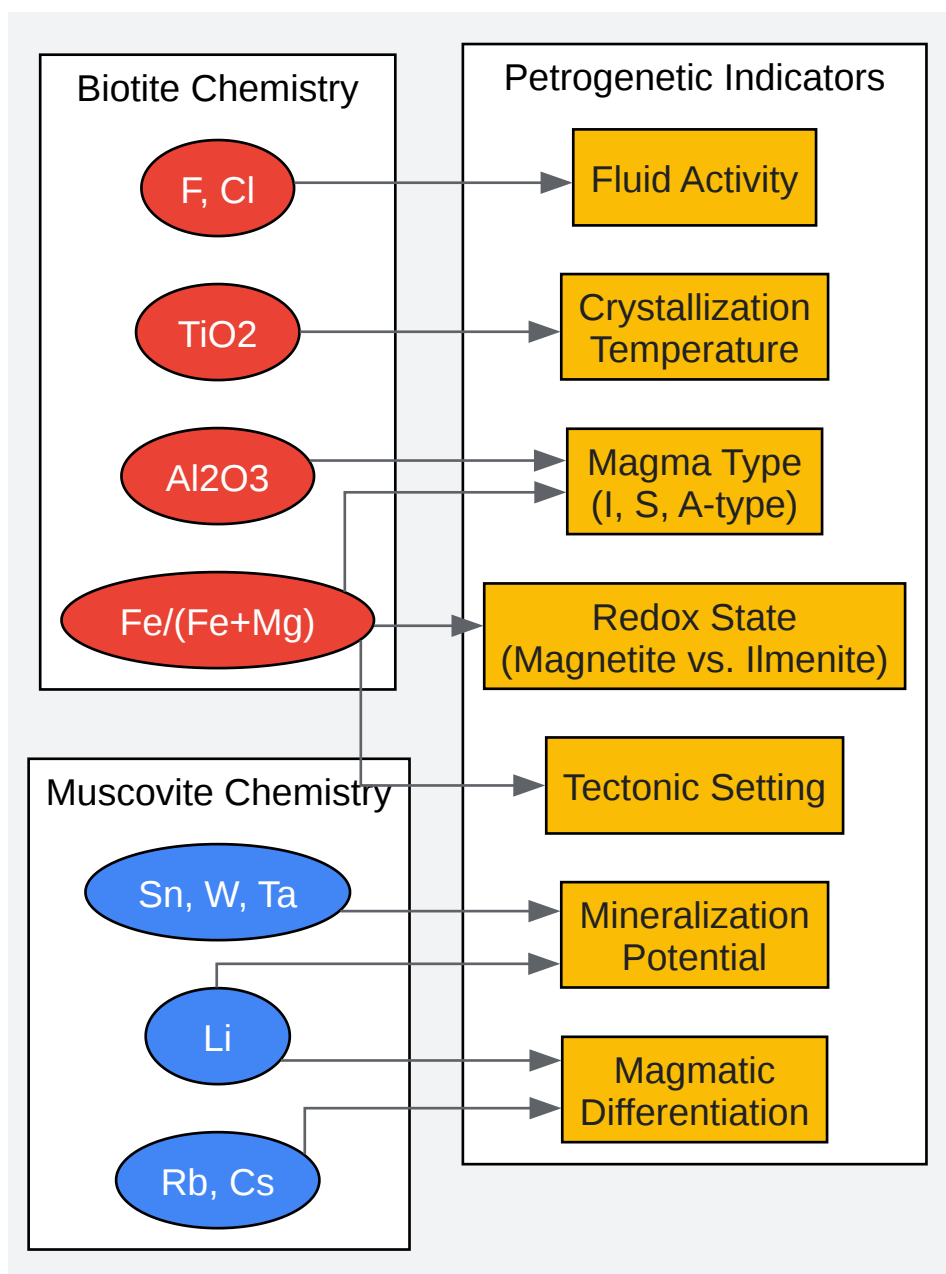 Biotite Chemistry
F, Cl
TiO2
Al2O3
Fe/(Fe+Mg)
Muscovite Chemistry
Sn, W, Ta
Li
Rb, Cs
Petrogenetic Indicators
Fluid Activity
Crystallization
Temperature
Magma Type
(I, S, A-type)
Redox State
(Magnetite vs. Ilmenite)
Tectonic Setting
Mineralization
Potential
Magmatic
Differentiation